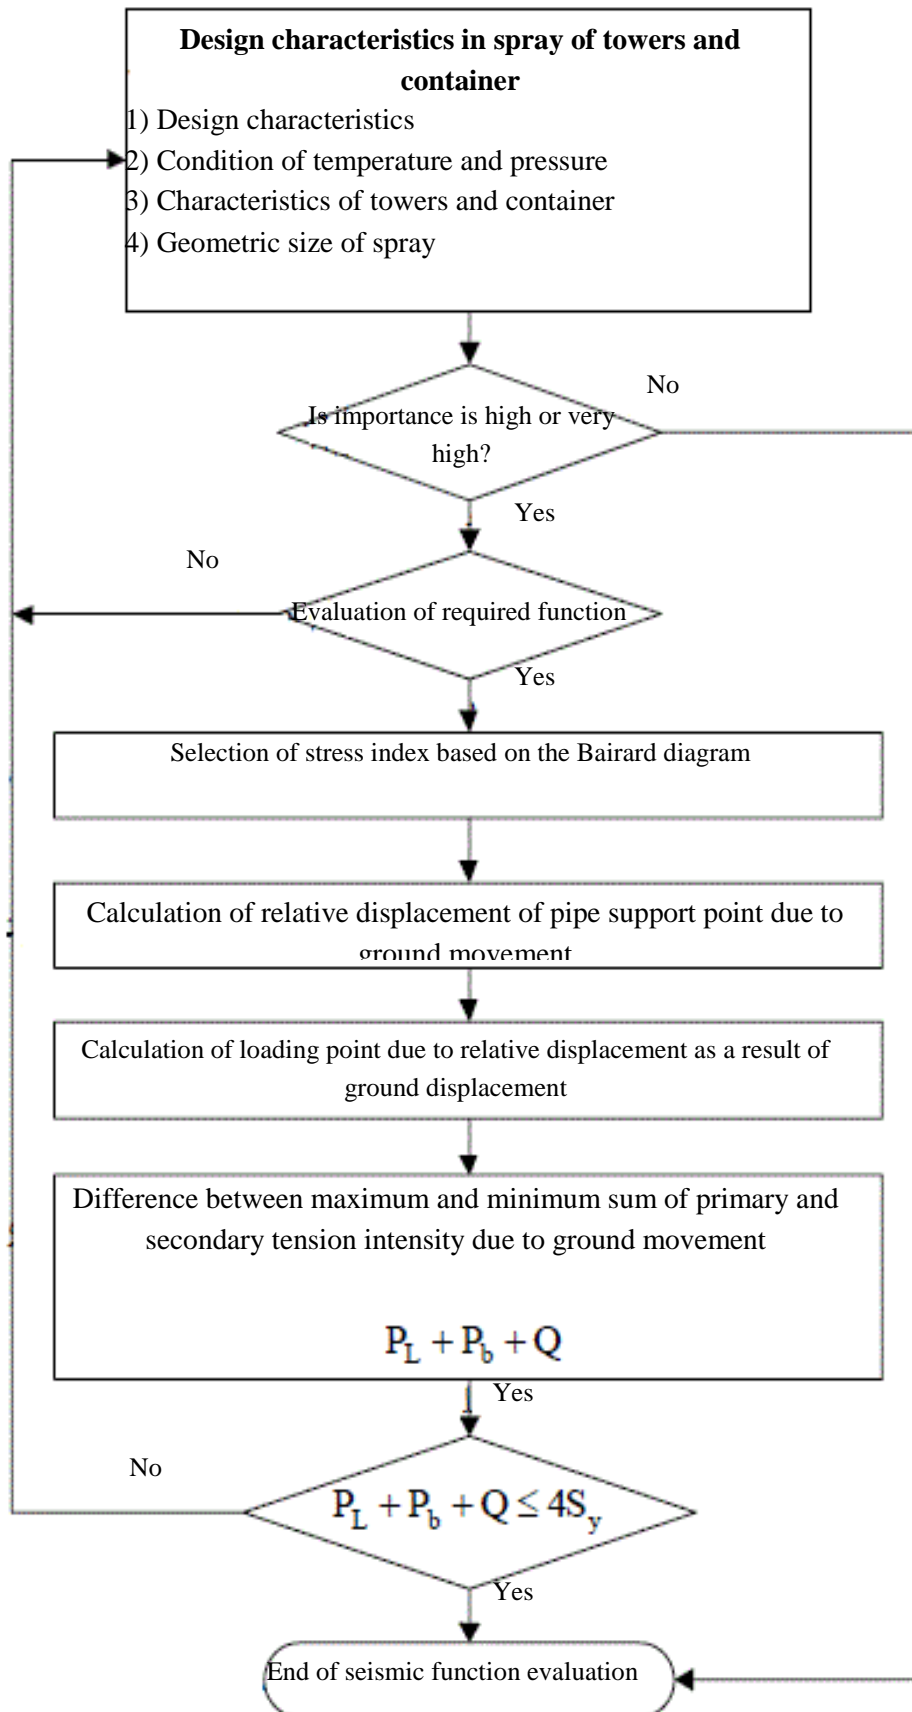 Design characteristics in spray of towers and
container
1) Design characteristics
2) Condition of temperature and pressure
3) Characteristics of towers and container
4) Geometric size of spray
No
Is importance is high or very
high?
Yes
No
Evaluation of required function
Yes
Selection of stress index based on the Bairard diagram
Calculation of relative displacement of pipe support point due to
ground movement
Calculation of loading point due to relative displacement as a result of
ground displacement
Difference between maximum and minimum sum of primary and
secondary tension intensity due to ground movement
P_L + P_b + Q
Yes
No
P_L + P_b + Q ≤ 4S_y
Yes
End of seismic function evaluation